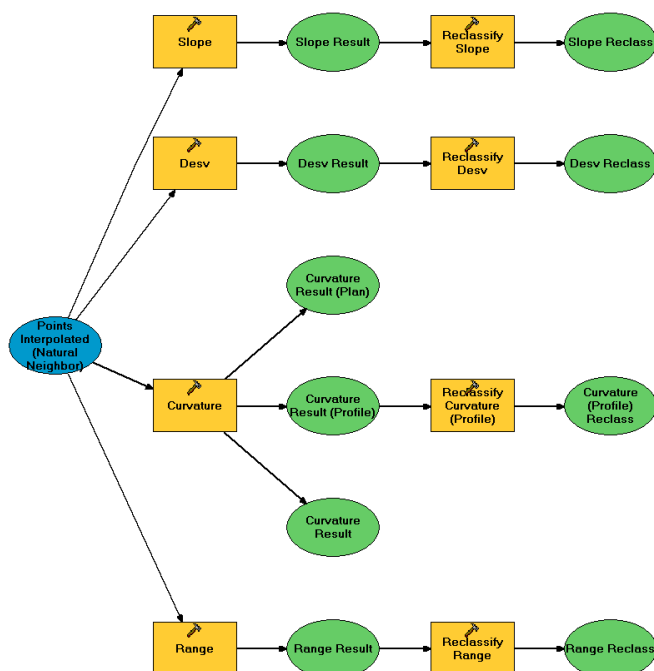 Slope
Slope Result
Reclassify
Slope
Slope Reclass
Desv
Desv Result
Reclassify
Desv
Desv Reclass
Curvature
Result (Plan)
Points
Interpolated
(Natural
Neighbor)
Curvature
Curvature
Result (Profile)
Reclassify
Curvature
(Profile)
Curvature
(Profile)
Reclass
Curvature
Result
Range
Range Result
Reclassify
Range
Range Reclass